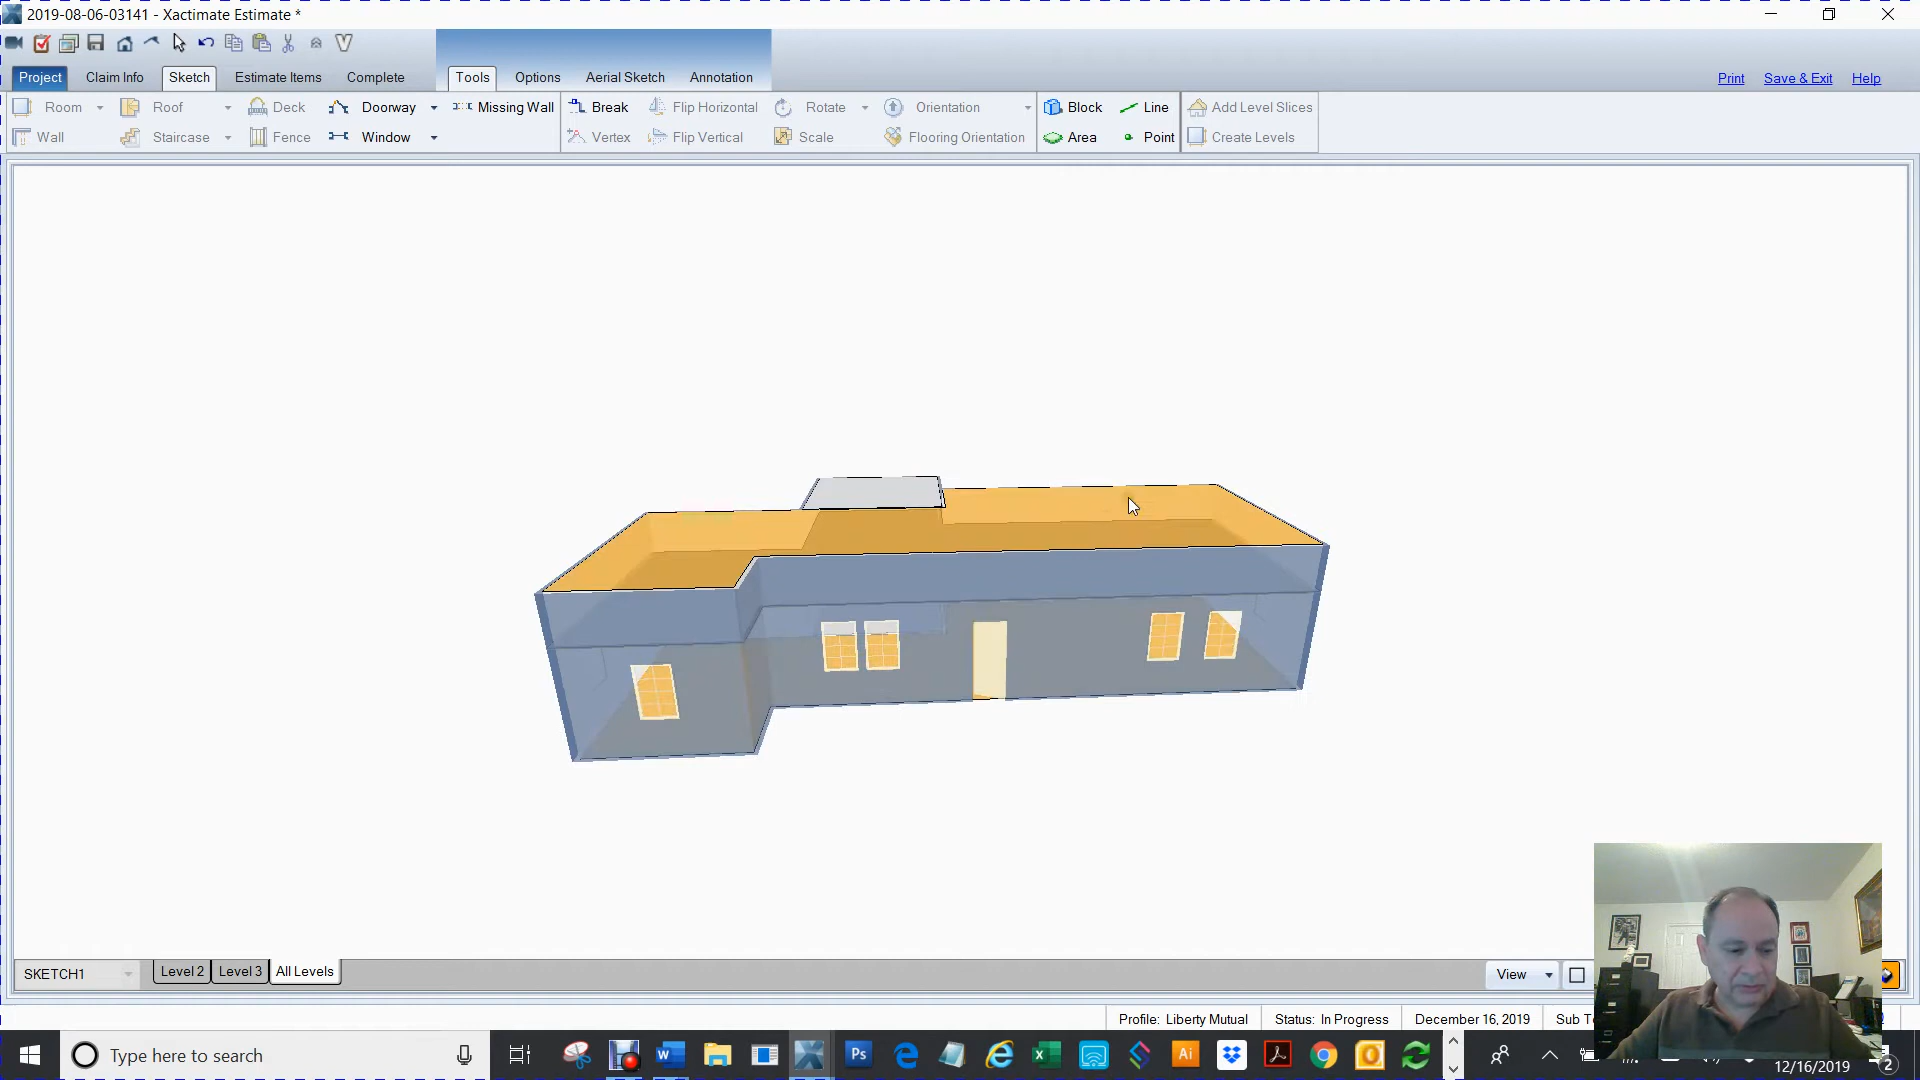 2019-08-06-03141 - Xactimate Estimate *
Project Claim Info Sketch Estimate Items Complete Tools Options Aerial Sketch Annotation Print Save & Exit Help
Room Roof Deck Doorway Missing Wall Break Flip Horizontal Rotate Orientation Block Line Add Level Slices
Wall Staircase Fence Window Vertex Flip Vertical Scale Flooring Orientation Area Point Create Levels
SKETCH1 Level 2 Level 3 All Levels View
Profile: Liberty Mutual Status: In Progress December 16, 2019 Sub
Type here to search
W Ps Ai
12/16/2019 2